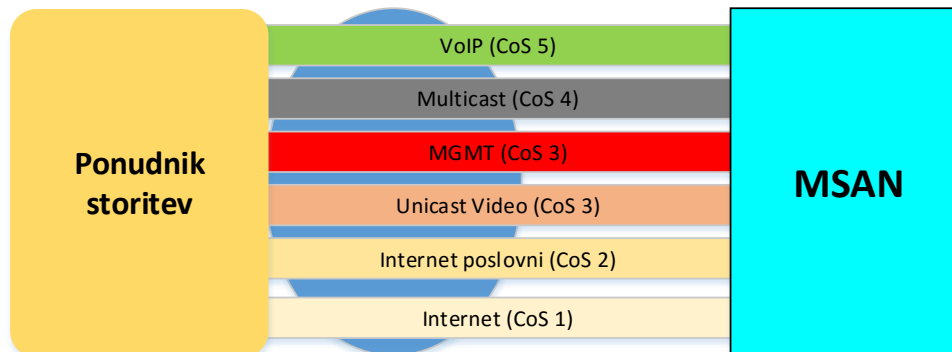 Ponudnik
storitev
VoIP (CoS 5)
Multicast (CoS 4)
MGMT (CoS 3)
Unicast Video (CoS 3)
Internet poslovni (CoS 2)
Internet (CoS 1)
MSAN